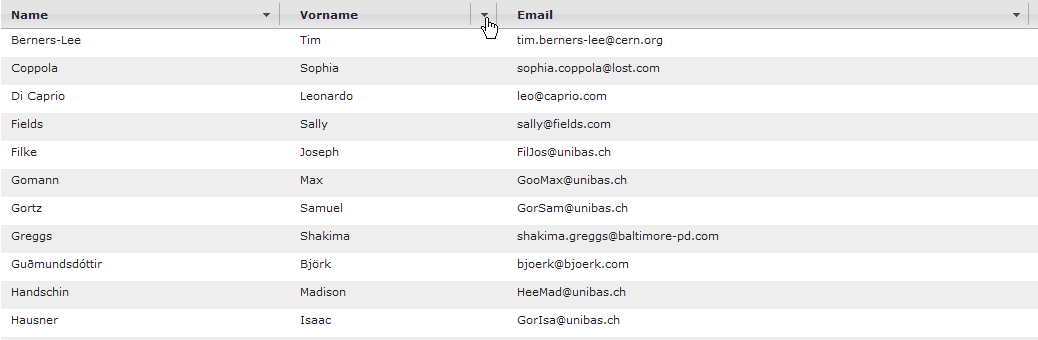 Name Vorname Email
Berners-Lee Tim tim.berners-lee@cern.org
Coppola Sophia sophia.coppola@lost.com
Di Caprio Leonardo leo@caprio.com
Fields Sally sally@fields.com
Filke Joseph FilJos@unibas.ch
Gomann Max GooMax@unibas.ch
Gortz Samuel GorSam@unibas.ch
Greggs Shakima shakima.greggs@baltimore-pd.com
Guðmundsdóttir Björk bjoerk@bjoerk.com
Handschin Madison HeeMad@unibas.ch
Hausner Isaac GorIsa@unibas.ch